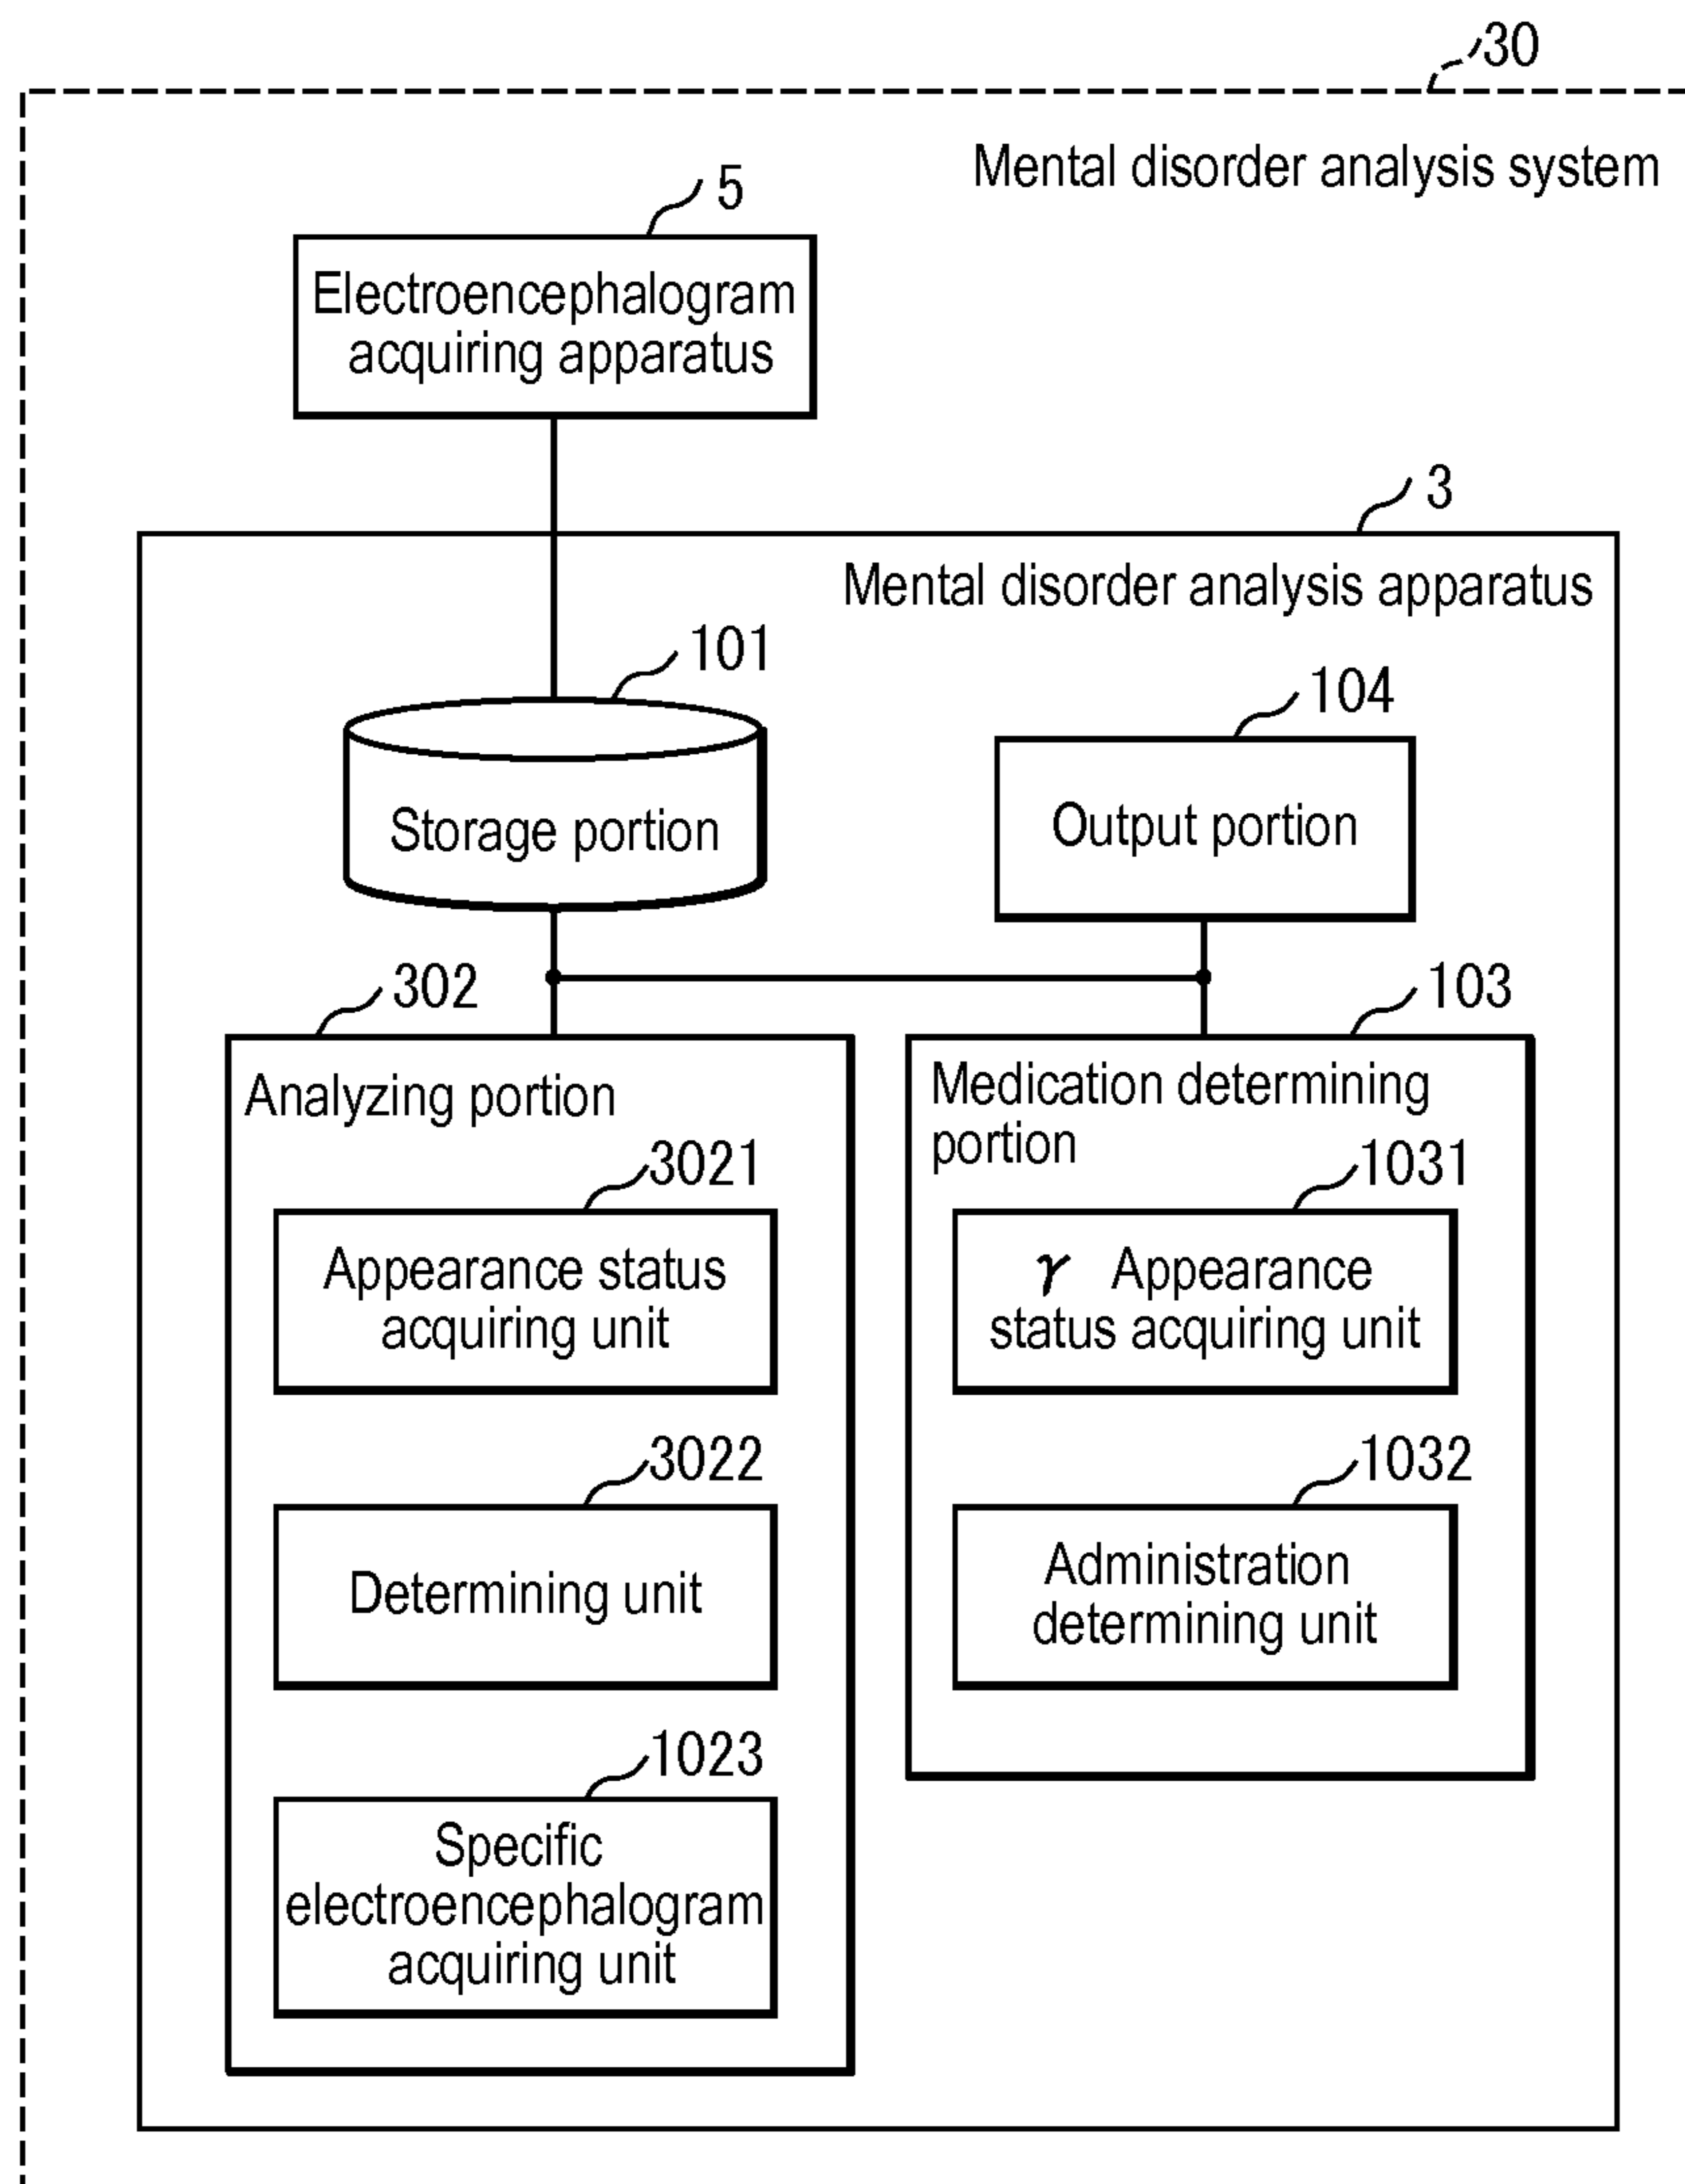 30
Mental disorder analysis system
5
Electroencephalogram
acquiring apparatus
3
Mental disorder analysis apparatus
101
Storage portion
104
Output portion
302
Analyzing portion
3021
Appearance status
acquiring unit
3022
Determining unit
1023
Specific
electroencephalogram
acquiring unit
103
Medication determining
portion
1031
γ Appearance
status acquiring unit
1032
Administration
determining unit